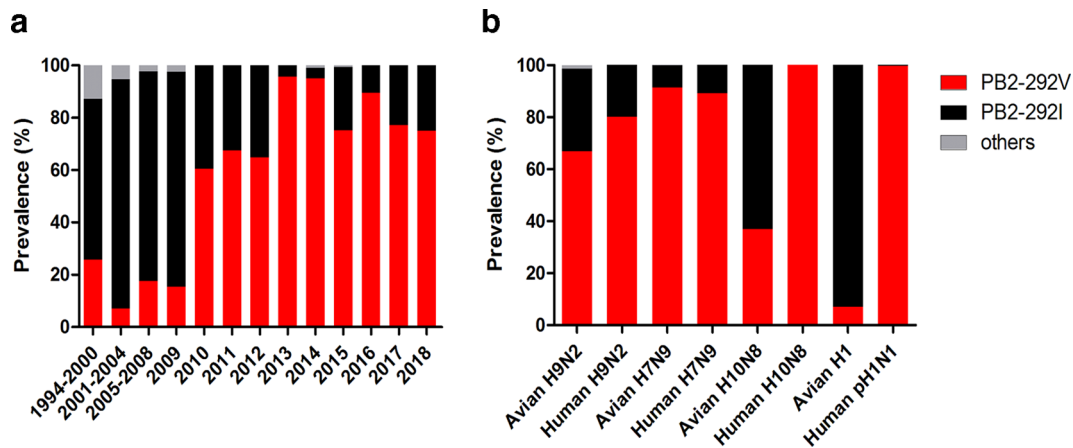 a
Prevalence (%)
100
80
60
40
20
0
1994-2000
2001-2004
2005-2008
2009
2010
2011
2012
2013
2014
2015
2016
2017
2018
b
Prevalence (%)
100
80
60
40
20
0
Avian H9N2
Human H9N2
Avian H7N9
Human H7N9
Avian H10N8
Human H10N8
Avian H1
Human pH1N1
PB2-292V
PB2-292I
others